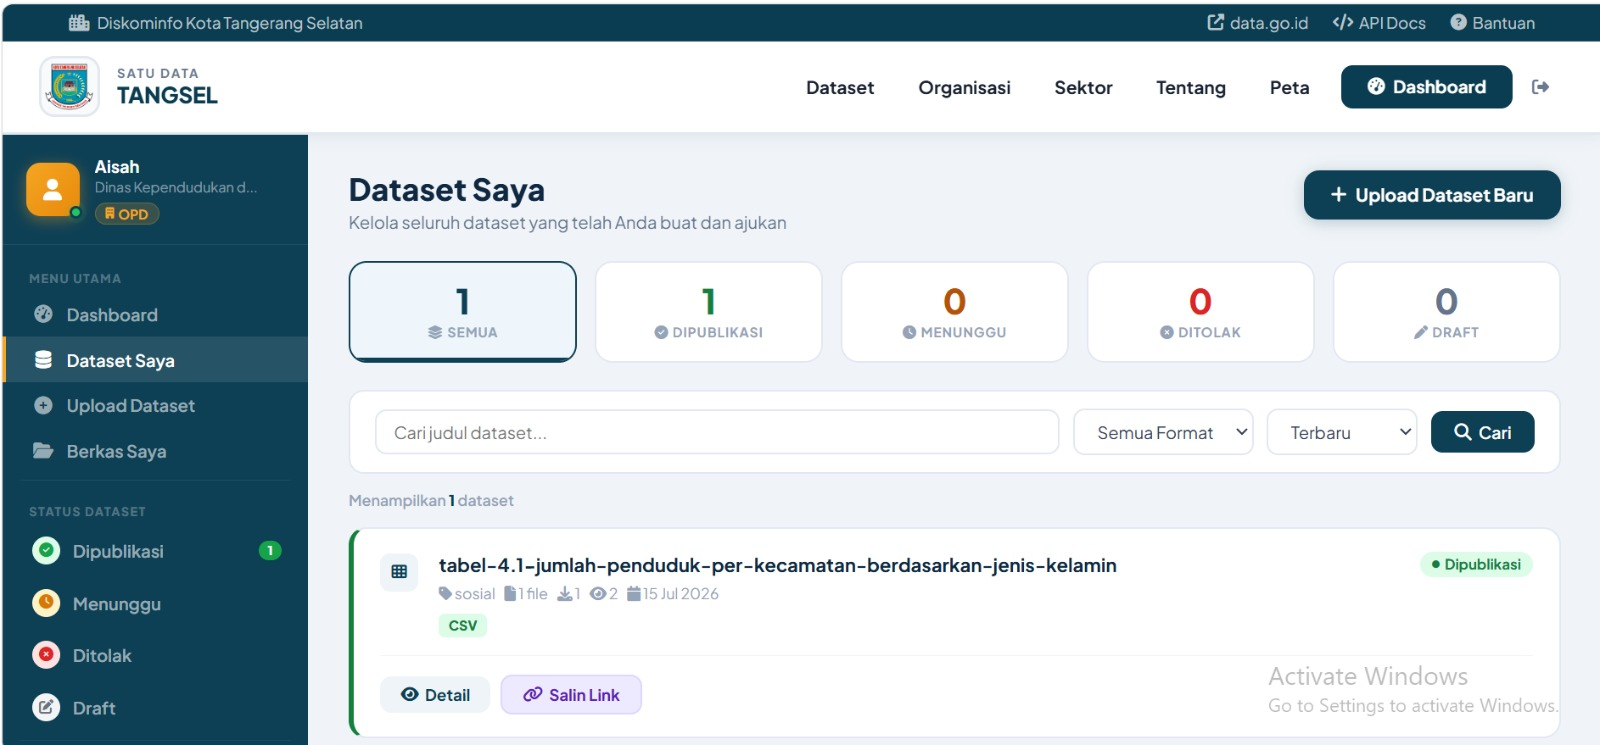 Diskominfo Kota Tangerang Selatan
data.go.id
API Docs
Bantuan
SATU DATA
TANGSEL
Dataset
Organisasi
Sektor
Tentang
Peta
Dashboard
Aisah
Dinas Kependudukan d...
OPD
MENU UTAMA
Dashboard
Dataset Saya
Upload Dataset
Berkas Saya
STATUS DATASET
Dipublikasi
1
Menunggu
Ditolak
Draft
Dataset Saya
Kelola seluruh dataset yang telah Anda buat dan ajukan
+ Upload Dataset Baru
1
SEMUA
1
DIPUBLIKASI
0
MENUNGGU
0
DITOLAK
0
DRAFT
Cari judul dataset...
Semua Format
Terbaru
Cari
Menampilkan 1 dataset
tabel-4.1-jumlah-penduduk-per-kecamatan-berdasarkan-jenis-kelamin
Dipublikasi
sosial 1 file 1 2 15 Jul 2026
CSV
Detail
Salin Link
Activate Windows
Go to Settings to activate Windows.